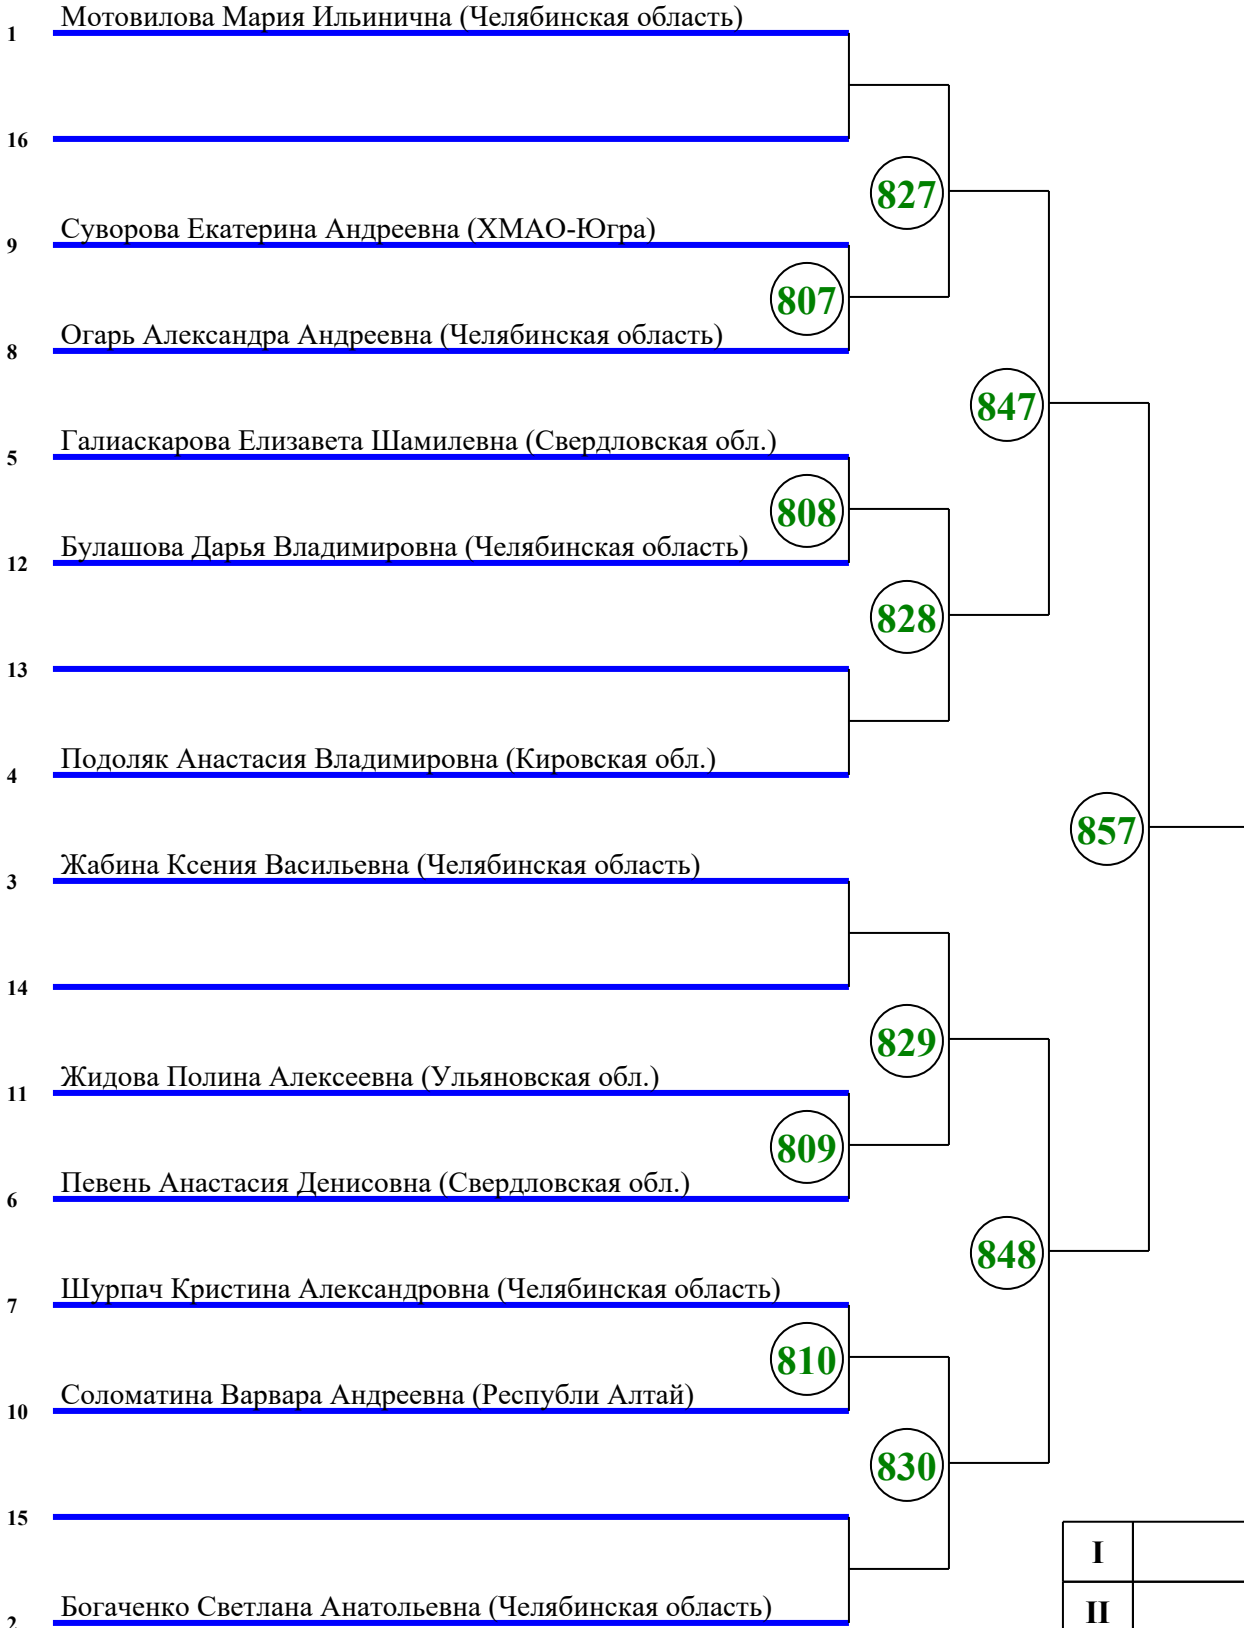 Мотовилова Мария Ильинична (Челябинская область)
1
16
827
Суворова Екатерина Андреевна (ХМАО-Югра)
9
807
Огарь Александра Андреевна (Челябинская область)
8
847
Галиаскарова Елизавета Шамилевна (Свердловская обл.)
5
808
Булашова Дарья Владимировна (Челябинская область)
12
828
13
Подоляк Анастасия Владимировна (Кировская обл.)
4
857
Жабина Ксения Васильевна (Челябинская область)
3
14
829
Жидова Полина Алексеевна (Ульяновская обл.)
11
809
Певень Анастасия Денисовна (Свердловская обл.)
6
848
Шурпач Кристина Александровна (Челябинская область)
7
810
Соломатина Варвара Андреевна (Республи Алтай)
10
830
15
I
Богаченко Светлана Анатольевна (Челябинская область)
2
II